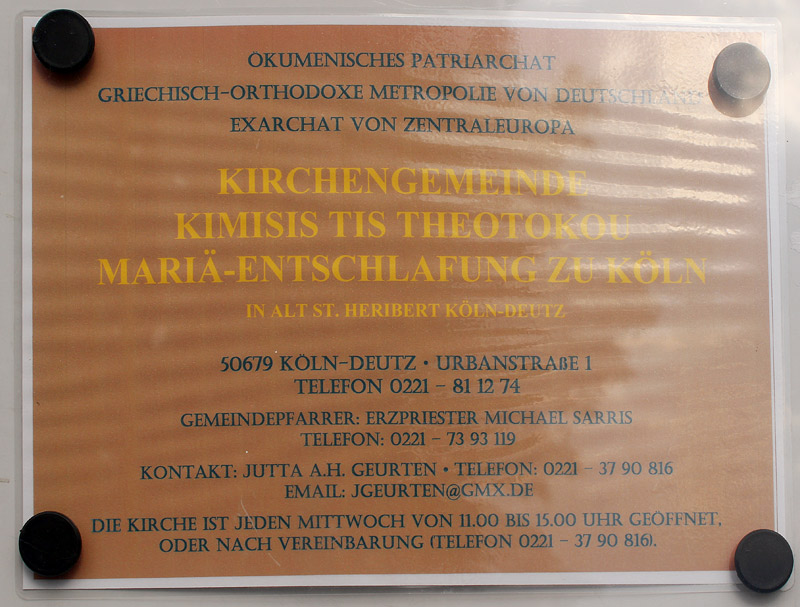 ÖKUMENISCHES PATRIARCHAT
GRIECHISCH-ORTHODOXE METROPOLIE VON DEUTSCHLAND
EXARCHAT VON ZENTRALEUROPA
KIRCHENGEMEINDE
KIMISIS TIS THEOTOKOU
MARIÄ-ENTSCHLAFUNG ZU KÖLN
IN ALT ST. HERIBERT KÖLN-DEUTZ
50679 KÖLN-DEUTZ • URBANSTRAßE 1
TELEFON 0221 – 81 12 74
GEMEINDEPFARRER: ERZPRIESTER MICHAEL SARRIS
TELEFON: 0221 – 73 93 119
KONTAKT: JUTTA A.H. GEURTEN • TELEFON: 0221 – 37 90 816
EMAIL: JGEURTEN@GMX.DE
DIE KIRCHE IST JEDEN MITTWOCH VON 11.00 BIS 15.00 UHR GEÖFFNET,
ODER NACH VEREINBARUNG (TELEFON 0221 – 37 90 816).